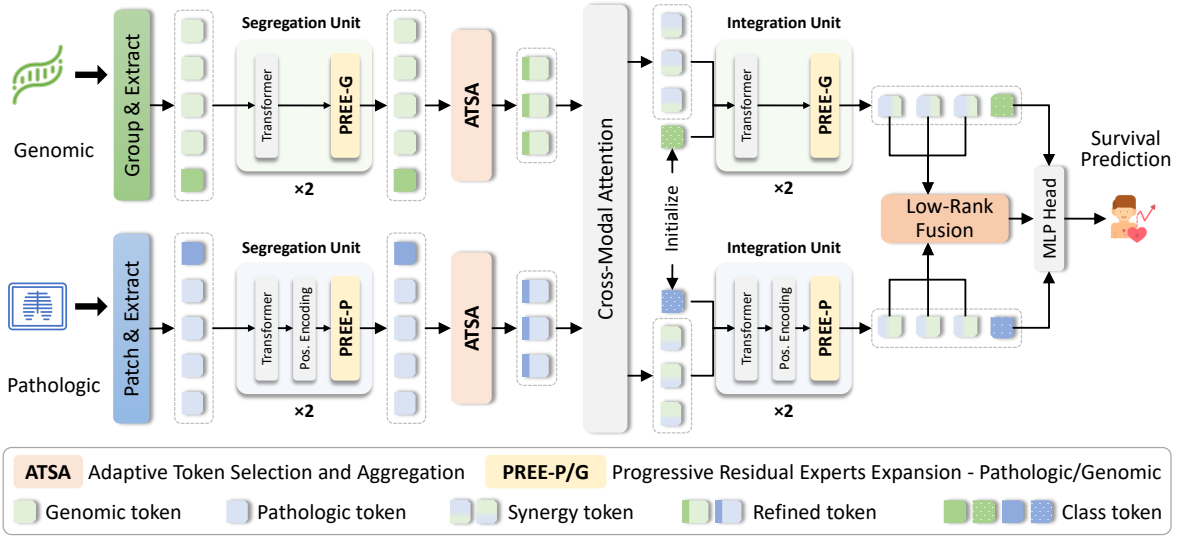 Genomic
Group & Extract
Segregation Unit
Transformer
PREE-G
×2
ATSA
Cross-Modal Attention
Integration Unit
Transformer
PREE-G
×2
Initialize
Low-Rank
Fusion
MLP Head
Survival
Prediction
Pathologic
Patch & Extract
Segregation Unit
Transformer
Pos. Encoding
PREE-P
×2
ATSA
Integration Unit
Transformer
Pos. Encoding
PREE-P
×2
ATSA Adaptive Token Selection and Aggregation PREE-P/G Progressive Residual Experts Expansion - Pathologic/Genomic
Genomic token Pathologic token Synergy token Refined token Class token